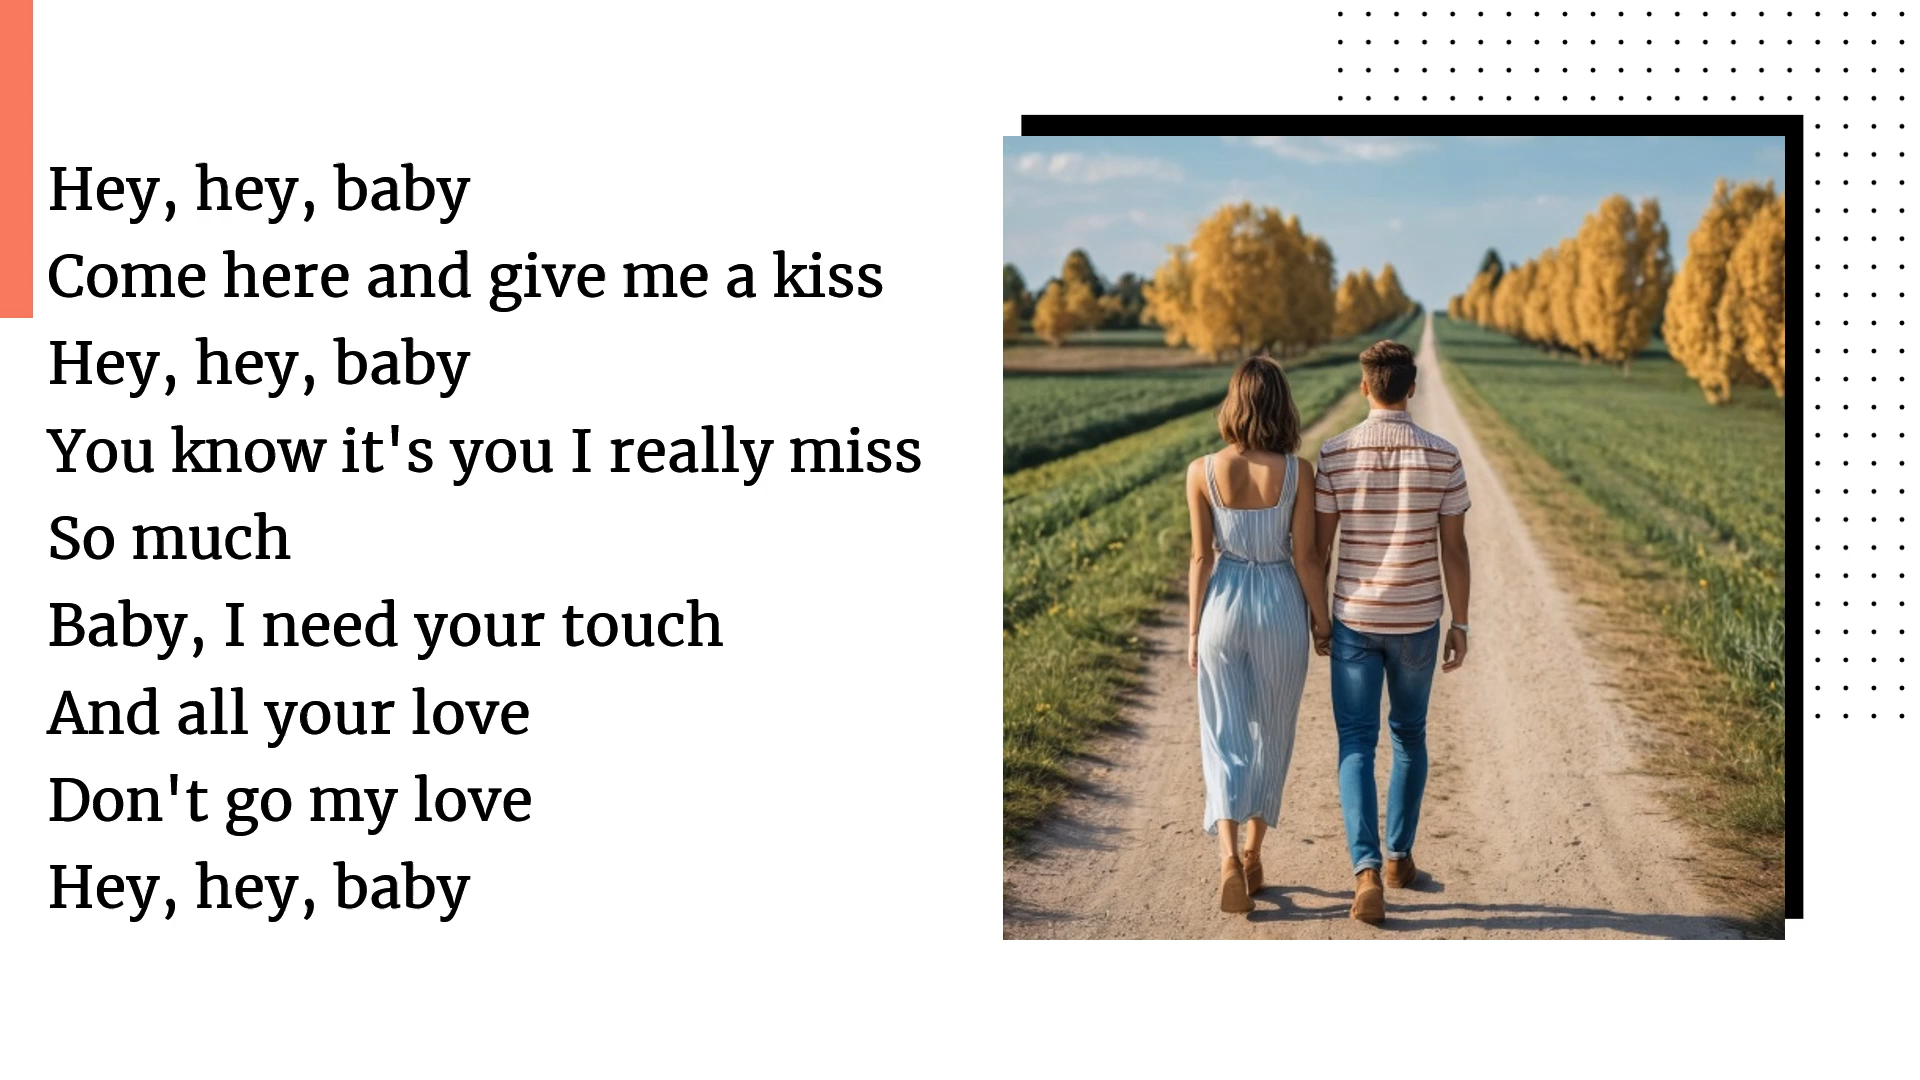 Hey, hey, baby
Come here and give me a kiss
Hey, hey, baby
You know it's you I really miss
So much
Baby, I need your touch
And all your love
Don't go my love
Hey, hey, baby